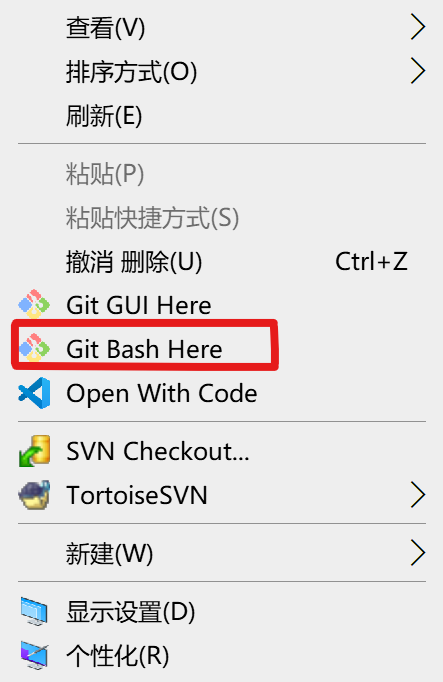 查看(V)
排序方式(O)
刷新(E)
粘贴(P)
粘贴快捷方式(S)
撤消 删除(U) Ctrl+Z
Git GUI Here
Git Bash Here
Open With Code
SVN Checkout...
TortoiseSVN
新建(W)
显示设置(D)
个性化(R)